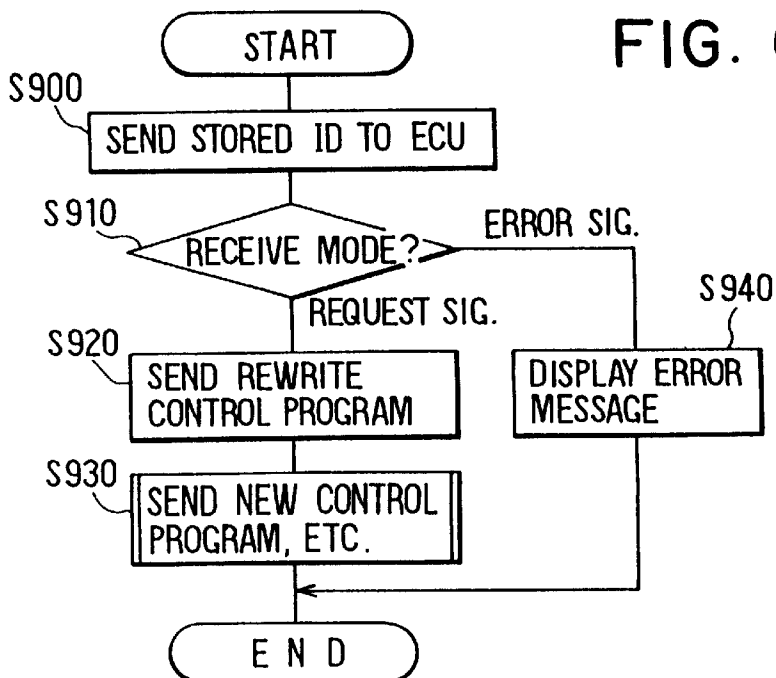 START
FIG.
S900
SEND STORED ID TO ECU
S910
RECEIVE MODE?
ERROR SIG.
REQUEST SIG.
S920
SEND REWRITE
CONTROL PROGRAM
S940
DISPLAY ERROR
MESSAGE
S930
SEND NEW CONTROL
PROGRAM, ETC.
END